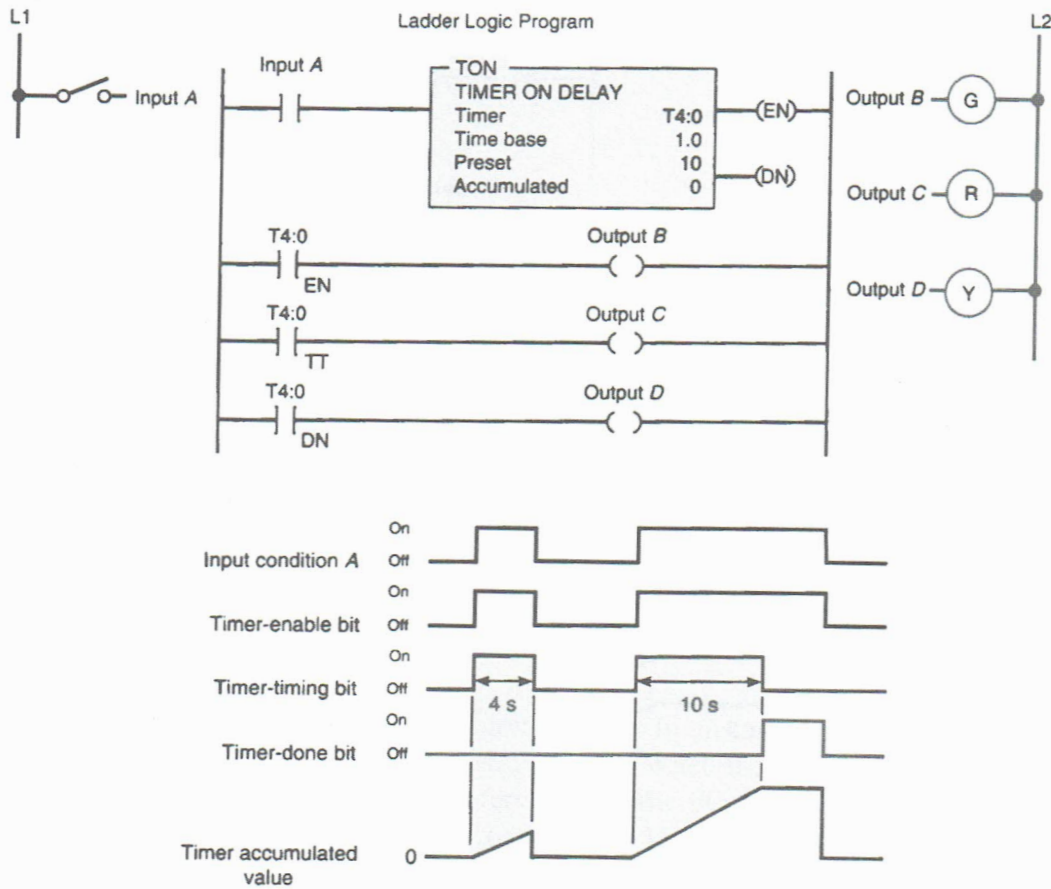 L1
Ladder Logic Program
L2
Input A
Input A
TON
TIMER ON DELAY
Timer T4:0
Time base 1.0
Preset 10
Accumulated 0
(EN)
(DN)
Output B
G
Output C
R
Output D
Y
T4:0
EN
Output B
T4:0
TT
Output C
T4:0
DN
Output D
Input condition A
On
Off
Timer-enable bit
On
Off
Timer-timing bit
On
Off
4 s
10 s
Timer-done bit
On
Off
Timer accumulated
value
0